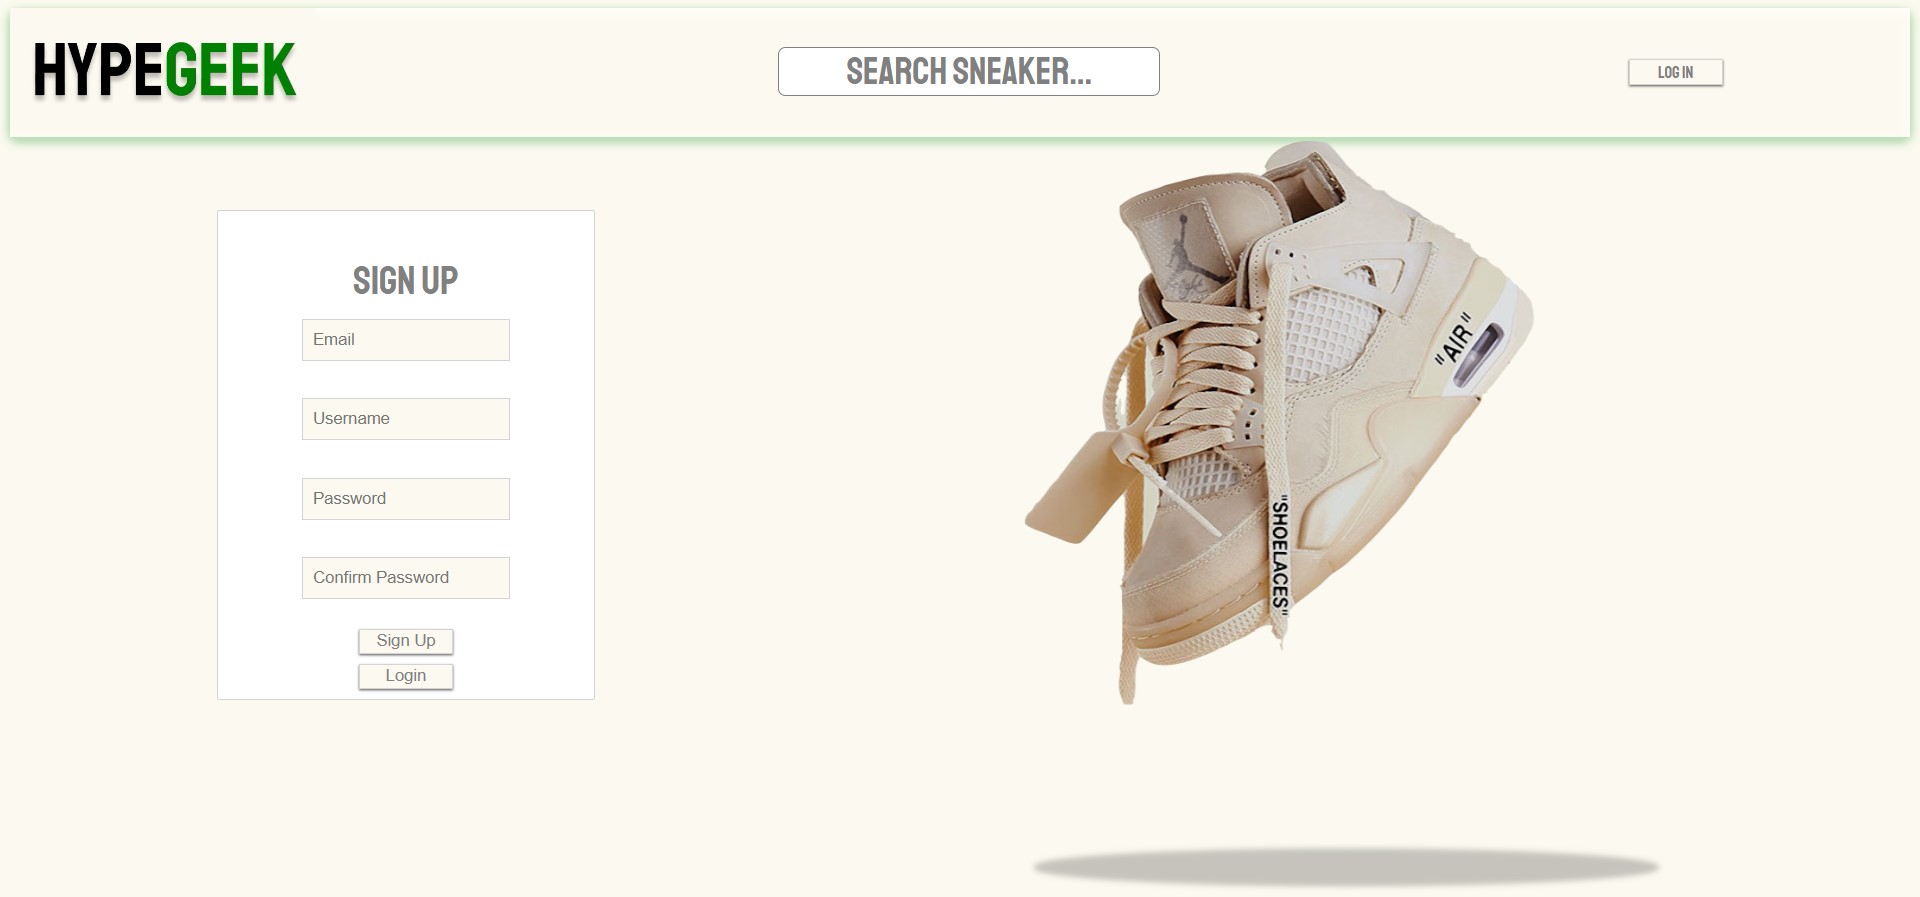 HYPEGEEK
SEARCH SNEAKER...
LOG IN
SIGN UP
Email
Username
Password
Confirm Password
Sign Up
Login
"AIR"
"SHOELACES"